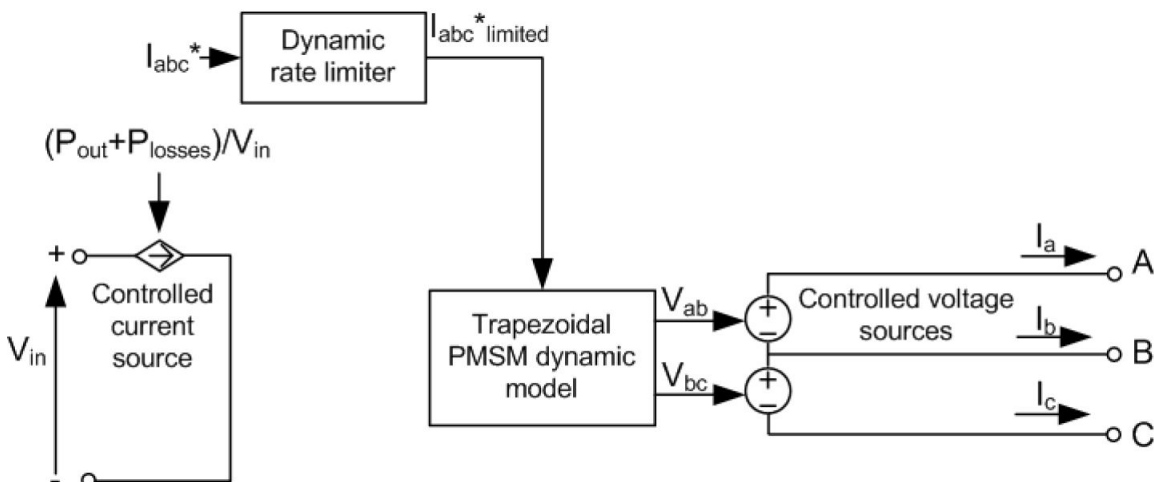 Iabc*
Dynamic
rate limiter
Iabc*limited
(Pout+Plosses)/Vin
+
Controlled
current
source
Vin
-
Trapezoidal
PMSM dynamic
model
Vab
Vbc
+
−
+
−
Controlled voltage
sources
Ia
A
Ib
B
Ic
C